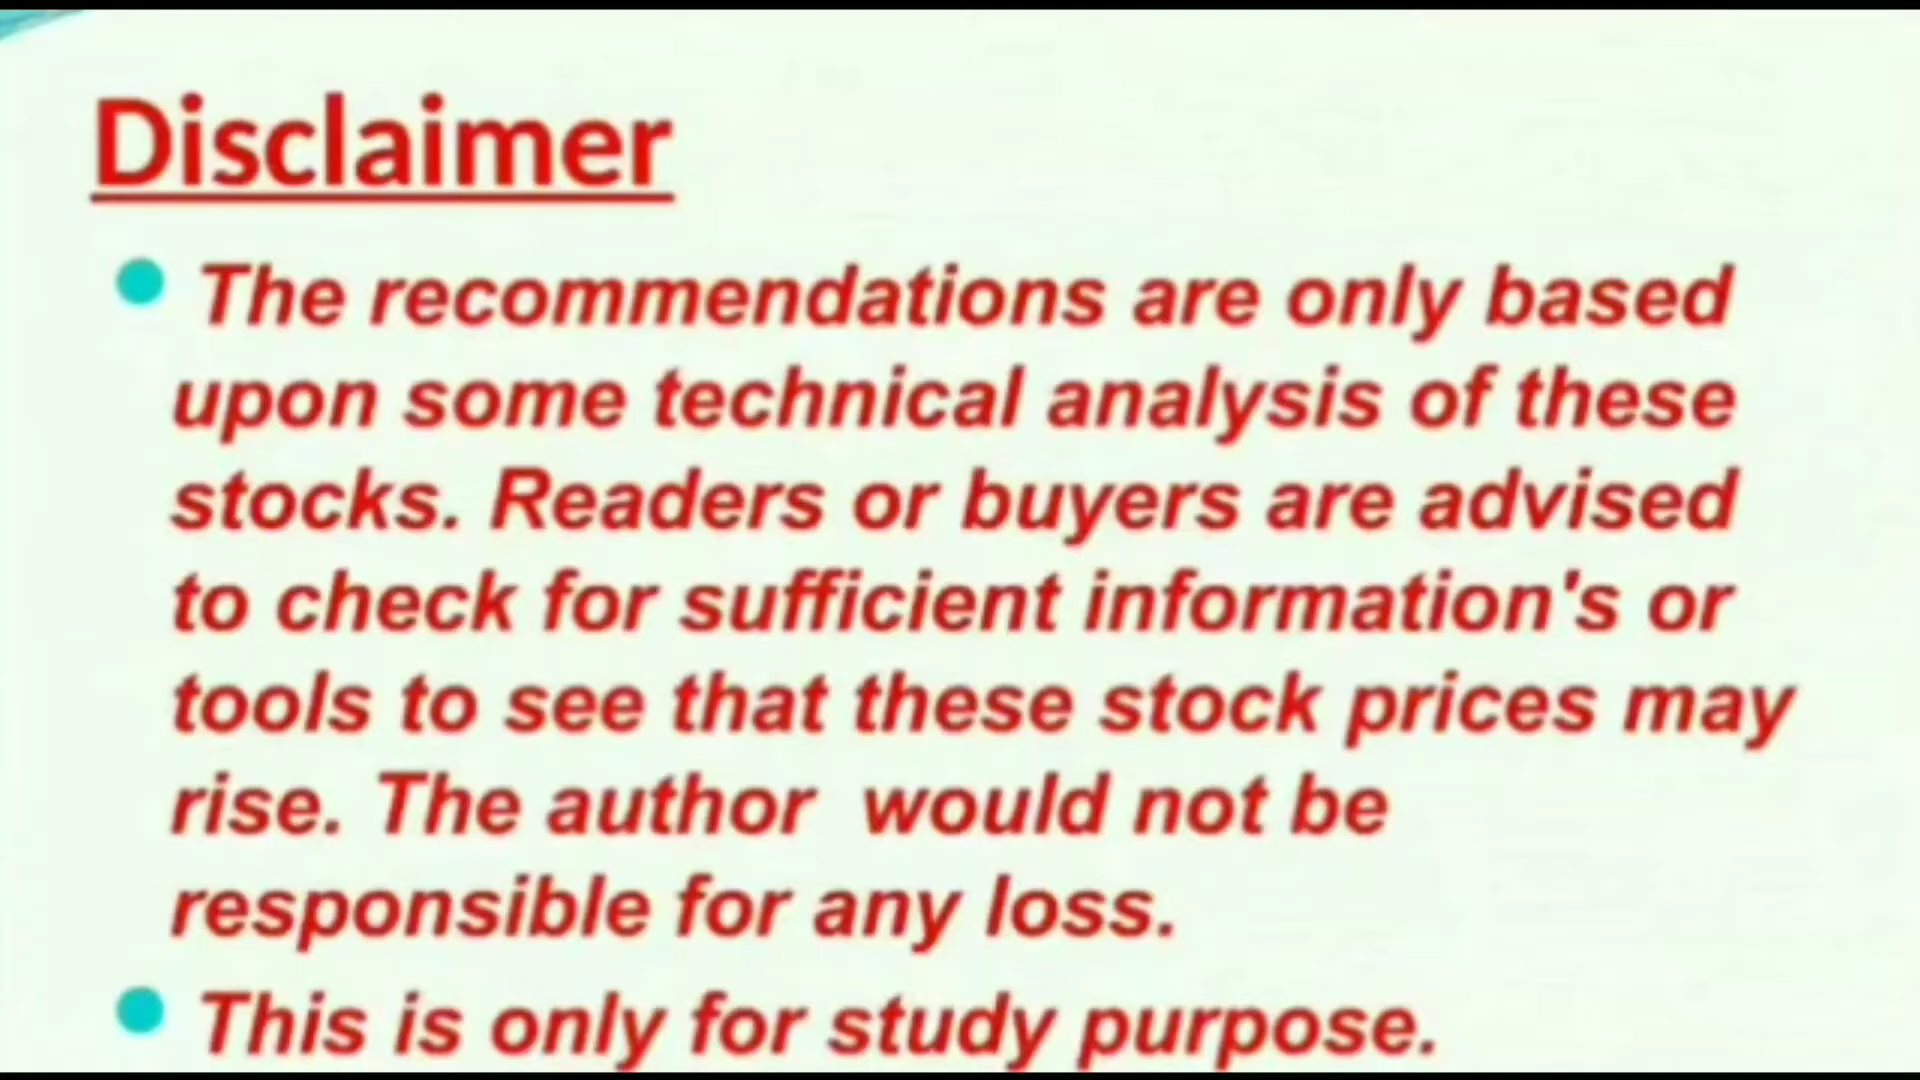 Disclaimer
The recommendations are only based
upon some technical analysis of these
stocks. Readers or buyers are advised
to check for sufficient information's or
tools to see that these stock prices may
rise. The author  would not be
responsible for any loss.
This is only for study purpose.